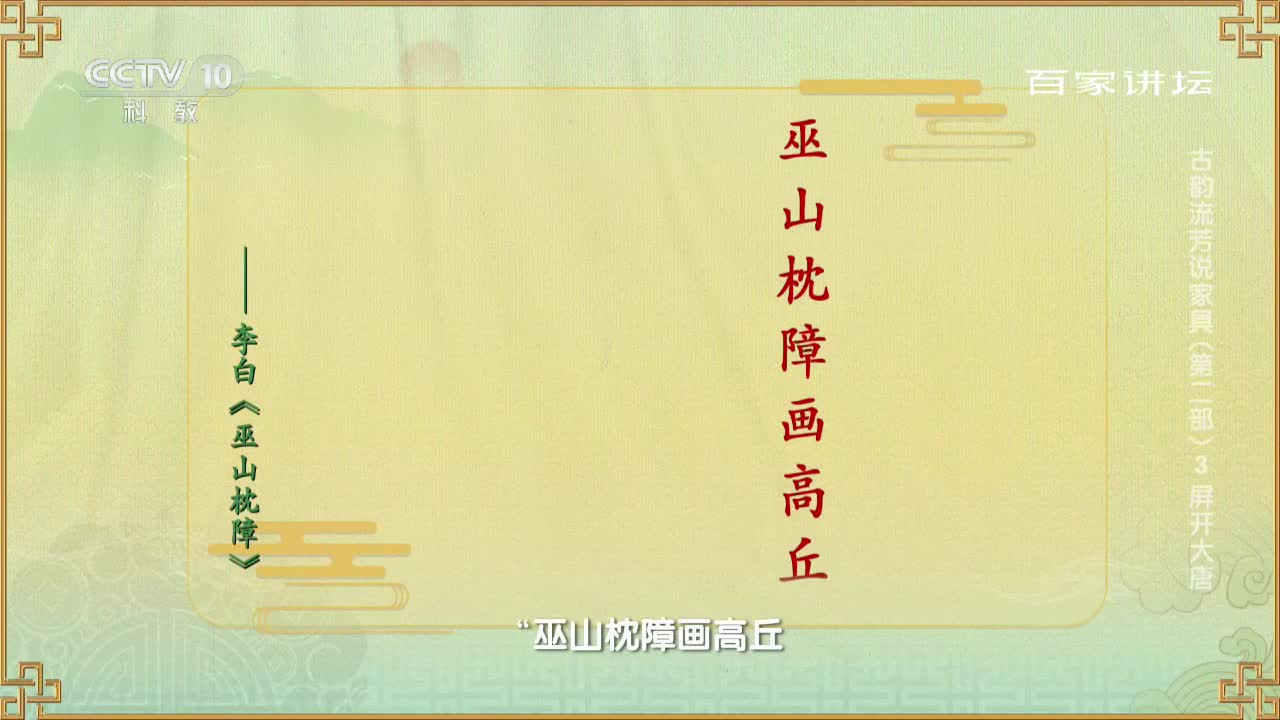 CCTV 10
科教
百家讲坛
古韵流芳说家具（第二部）3 屏开大唐
巫山枕障画高丘
——李白《巫山枕障》
“巫山枕障画高丘